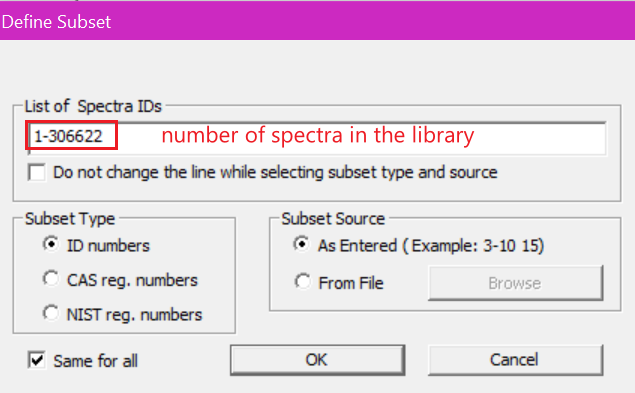 Define Subset
List of Spectra IDs
1-306622 number of spectra in the library
Do not change the line while selecting subset type and source
Subset Type
ID numbers
CAS reg. numbers
NIST reg. numbers
Subset Source
As Entered ( Example: 3-10 15)
From File
Browse
Same for all
OK
Cancel